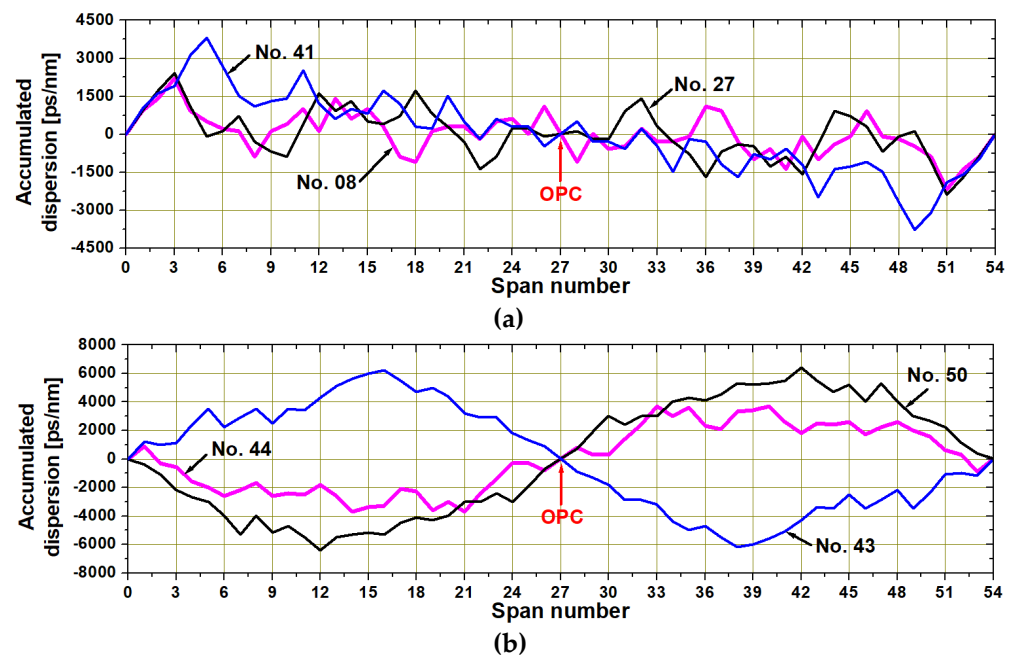 Accumulated
dispersion [ps/nm]
4500
3000
1500
0
-1500
-3000
-4500
No. 41
No. 27
No. 08
OPC
0 3 6 9 12 15 18 21 24 27 30 33 36 39 42 45 48 51 54
Span number
(a)
Accumulated
dispersion [ps/nm]
8000
6000
4000
2000
0
-2000
-4000
-6000
-8000
No. 50
No. 44
OPC
No. 43
0 3 6 9 12 15 18 21 24 27 30 33 36 39 42 45 48 51 54
Span number
(b)